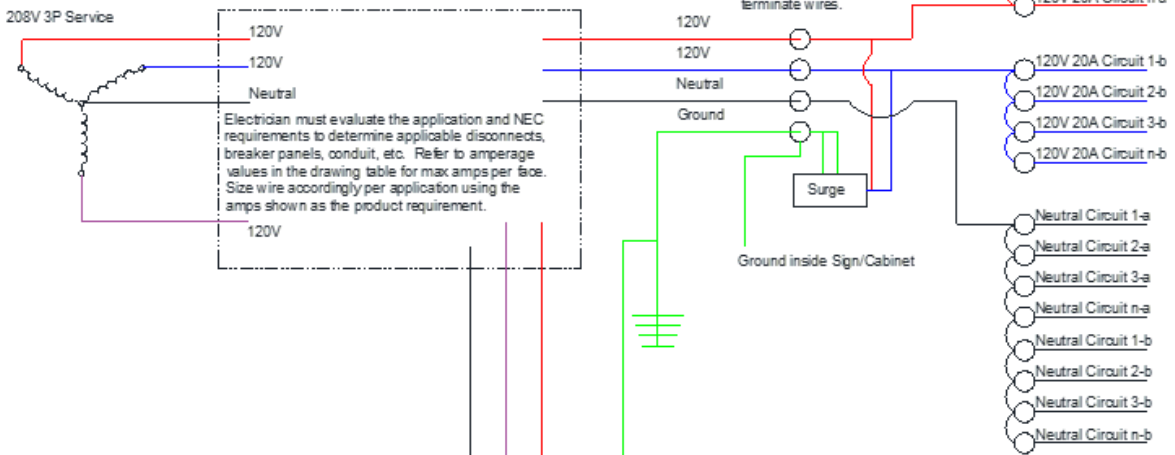 208V 3P Service
120V
120V
Neutral
Electrician must evaluate the application and NEC
requirements to determine applicable disconnects,
breaker panels, conduit, etc. Refer to amperage
values in the drawing table for max amps per face.
Size wire accordingly per application using the
amps shown as the product requirement.
120V
terminate wires.
120V
120V
Neutral
Ground
Surge
Ground inside Sign/Cabinet
120V 20A Circuit n-a
120V 20A Circuit 1-b
120V 20A Circuit 2-b
120V 20A Circuit 3-b
120V 20A Circuit n-b
Neutral Circuit 1-a
Neutral Circuit 2-a
Neutral Circuit 3-a
Neutral Circuit n-a
Neutral Circuit 1-b
Neutral Circuit 2-b
Neutral Circuit 3-b
Neutral Circuit n-b